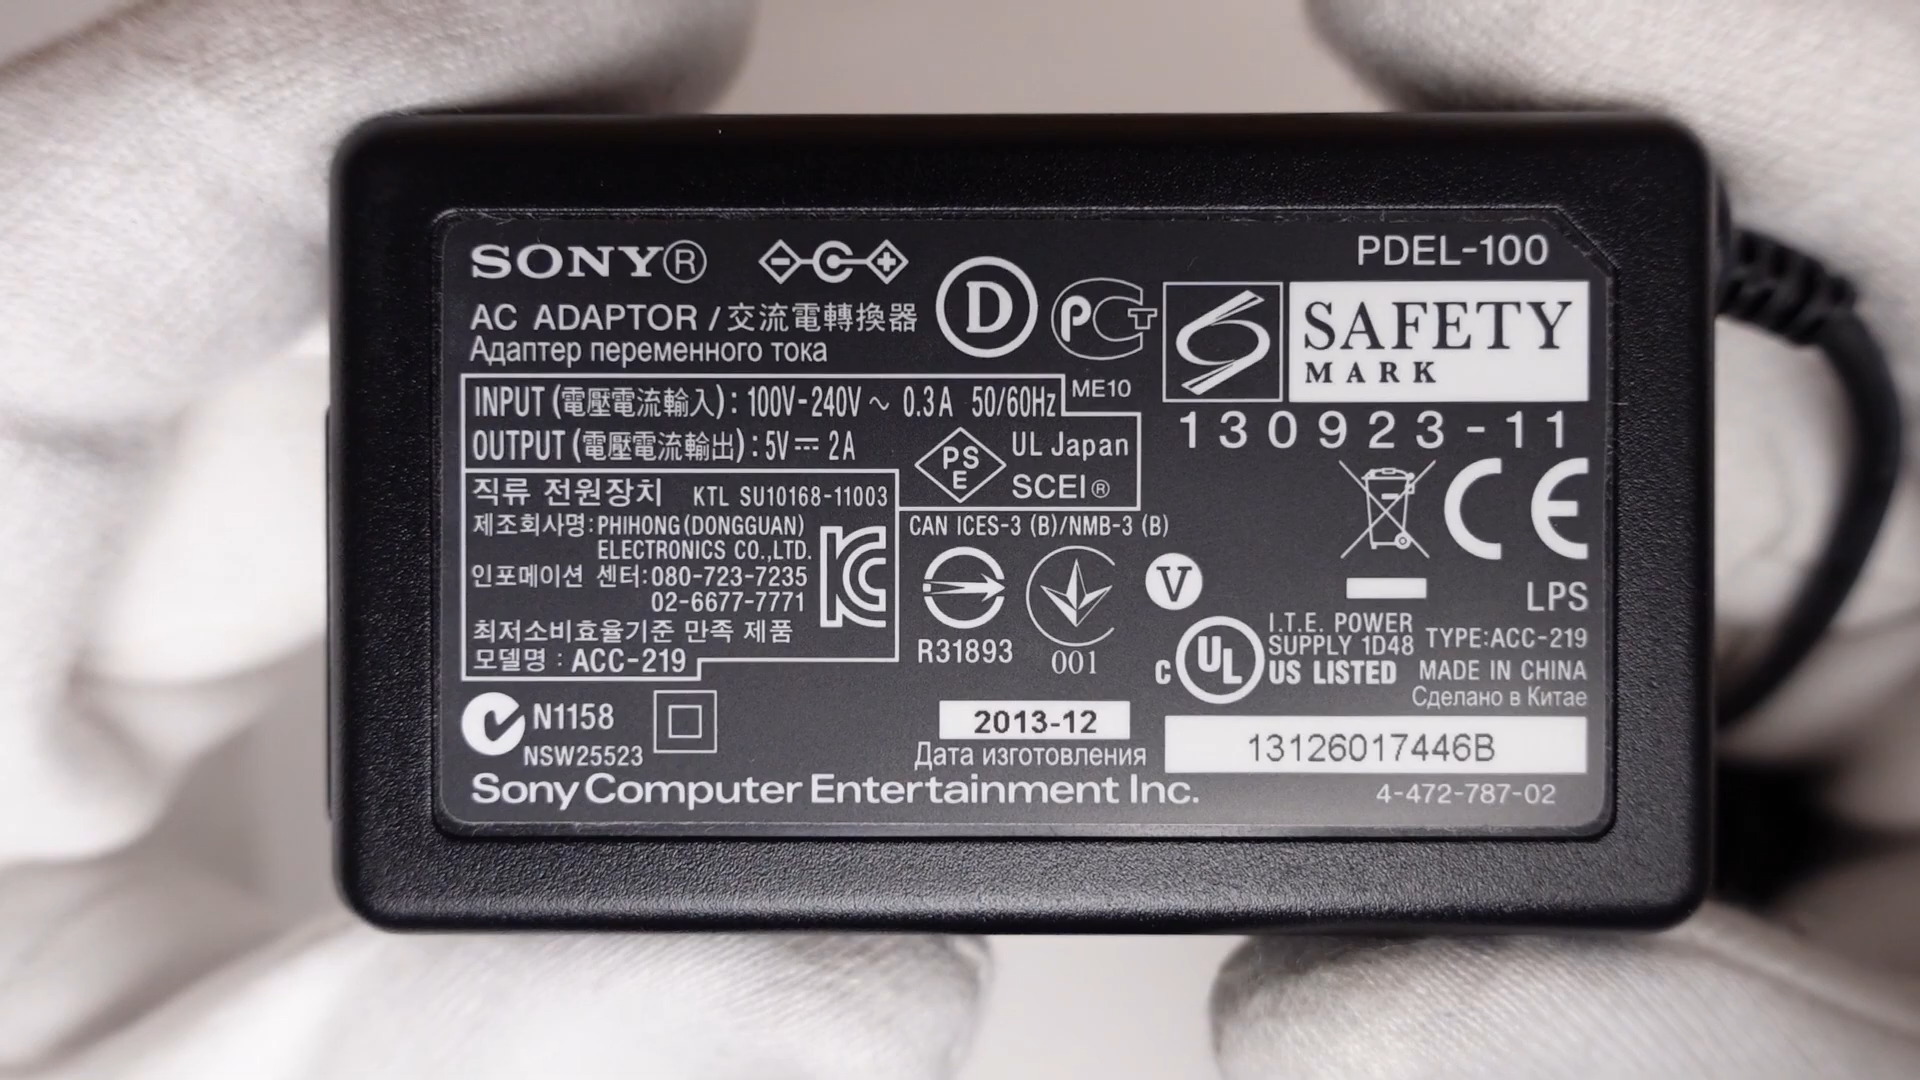 SONY® PDEL-100
AC ADAPTOR / 交流電轉換器
Адаптер переменного тока
D
PCT
ME10
SAFETY
MARK
130923-11
INPUT (電壓電流輸入) : 100V-240V ~ 0.3A 50/60Hz
OUTPUT (電壓電流輸出) : 5V⎓2A
PSE
UL Japan
SCEI®
직류 전원장치 KTL SU10168-11003
제조회사명: PHIHONG (DONGGUAN)
ELECTRONICS CO.,LTD.
인포메이션 센터: 080-723-7235
02-6677-7771
최저소비효율기준 만족 제품
모델명 : ACC-219
CAN ICES-3 (B)/NMB-3 (B)
R31893
001
V
CE
LPS
c UL US LISTED
I.T.E. POWER
SUPPLY 1D48
TYPE:ACC-219
MADE IN CHINA
Сделано в Китае
N1158
NSW25523
2013-12
Дата изготовления
13126017446B
Sony Computer Entertainment Inc.
4-472-787-02